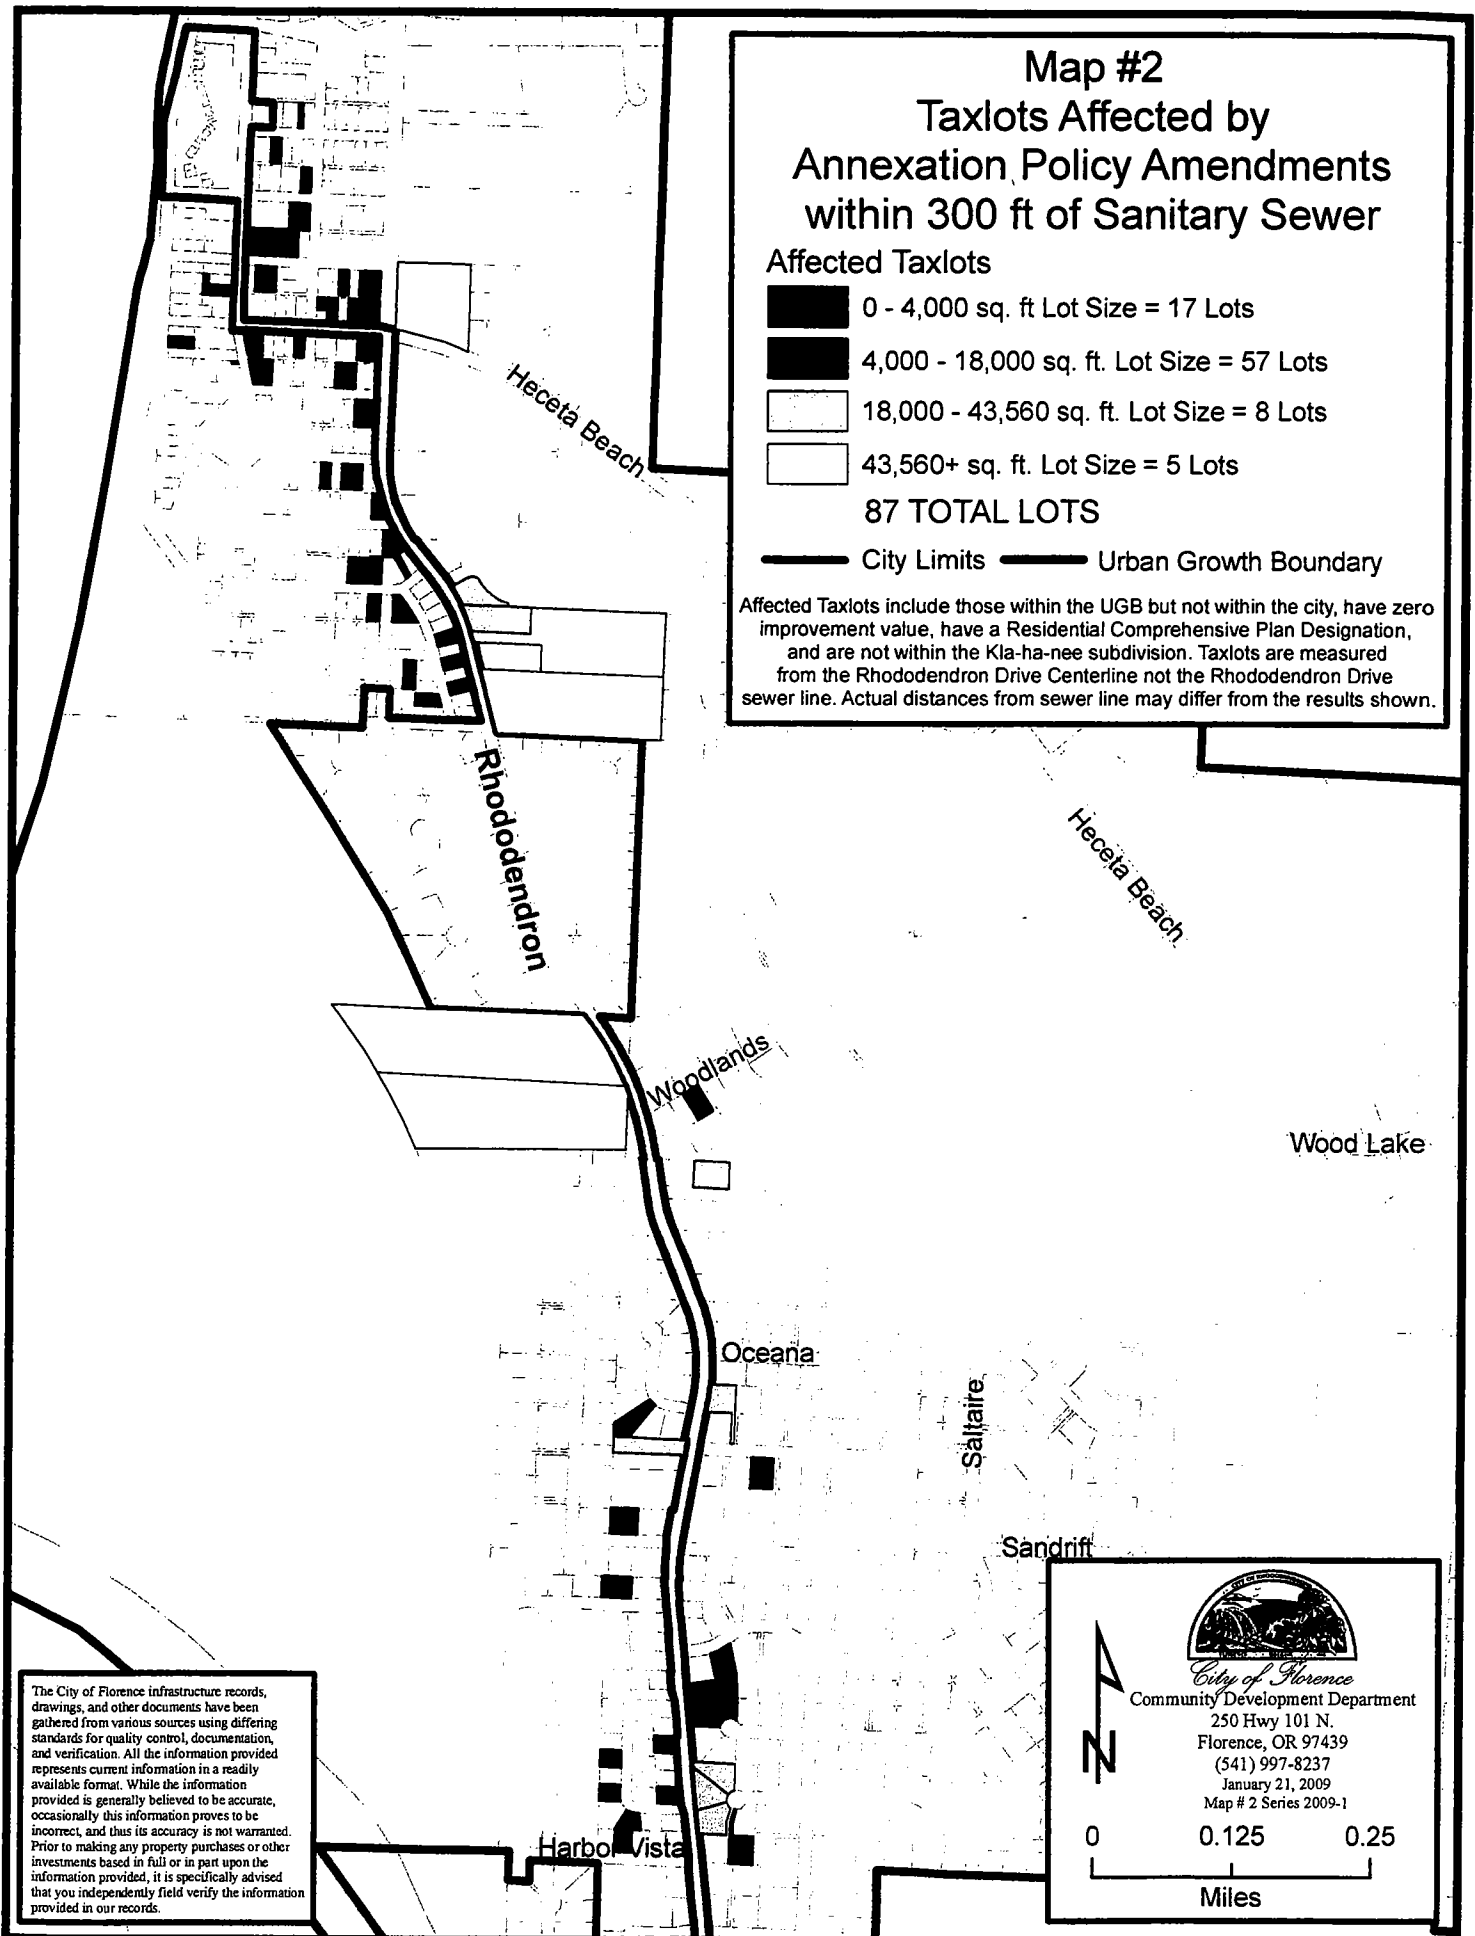 Map #2
Taxlots Affected by
Annexation Policy Amendments
within 300 ft of Sanitary Sewer
Affected Taxlots
0 - 4,000 sq. ft Lot Size = 17 Lots
4,000 - 18,000 sq. ft. Lot Size = 57 Lots
18,000 - 43,560 sq. ft. Lot Size = 8 Lots
43,560+ sq. ft. Lot Size = 5 Lots
87 TOTAL LOTS
City Limits
Urban Growth Boundary
Affected Taxlots include those within the UGB but not within the city, have zero
improvement value, have a Residential Comprehensive Plan Designation,
and are not within the Kla-ha-nee subdivision. Taxlots are measured
from the Rhododendron Drive Centerline not the Rhododendron Drive
sewer line. Actual distances from sewer line may differ from the results shown.
Heceta Beach
Rhododendron
Heceta Beach
Woodlands
Wood Lake
Oceana
Saltaire
Sandrift
Harbor Vista
The City of Florence infrastructure records,
drawings, and other documents have been
gathered from various sources using differing
standards for quality control, documentation,
and verification. All the information provided
represents current information in a readily
available format. While the information
provided is generally believed to be accurate,
occasionally this information proves to be
incorrect, and thus its accuracy is not warranted.
Prior to making any property purchases or other
investments based in full or in part upon the
information provided, it is specifically advised
that you independently field verify the information
provided in our records.
City of Florence
Community Development Department
250 Hwy 101 N.
Florence, OR 97439
(541) 997-8237
January 21, 2009
Map # 2 Series 2009-1
N
0 0.125 0.25
Miles